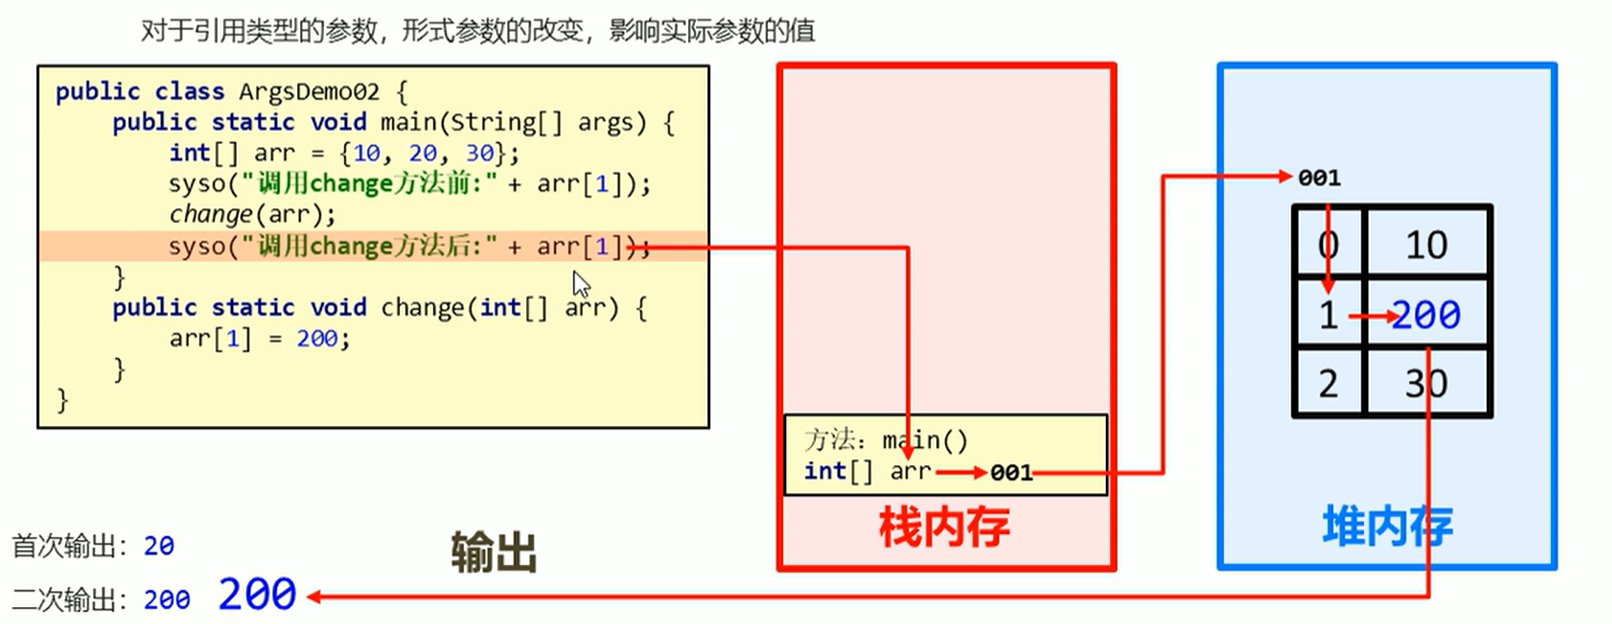 对于引用类型的参数，形式参数的改变，影响实际参数的值
public class ArgsDemo02 {
    public static void main(String[] args) {
        int[] arr = {10, 20, 30};
        syso("调用change方法前:" + arr[1]);
        change(arr);
        syso("调用change方法后:" + arr[1]);
    }
    public static void change(int[] arr) {
        arr[1] = 200;
    }
}
方法：main()
int[] arr 001
栈内存
001
0 10
1 200
2 30
堆内存
输出
首次输出：20
二次输出：200 200